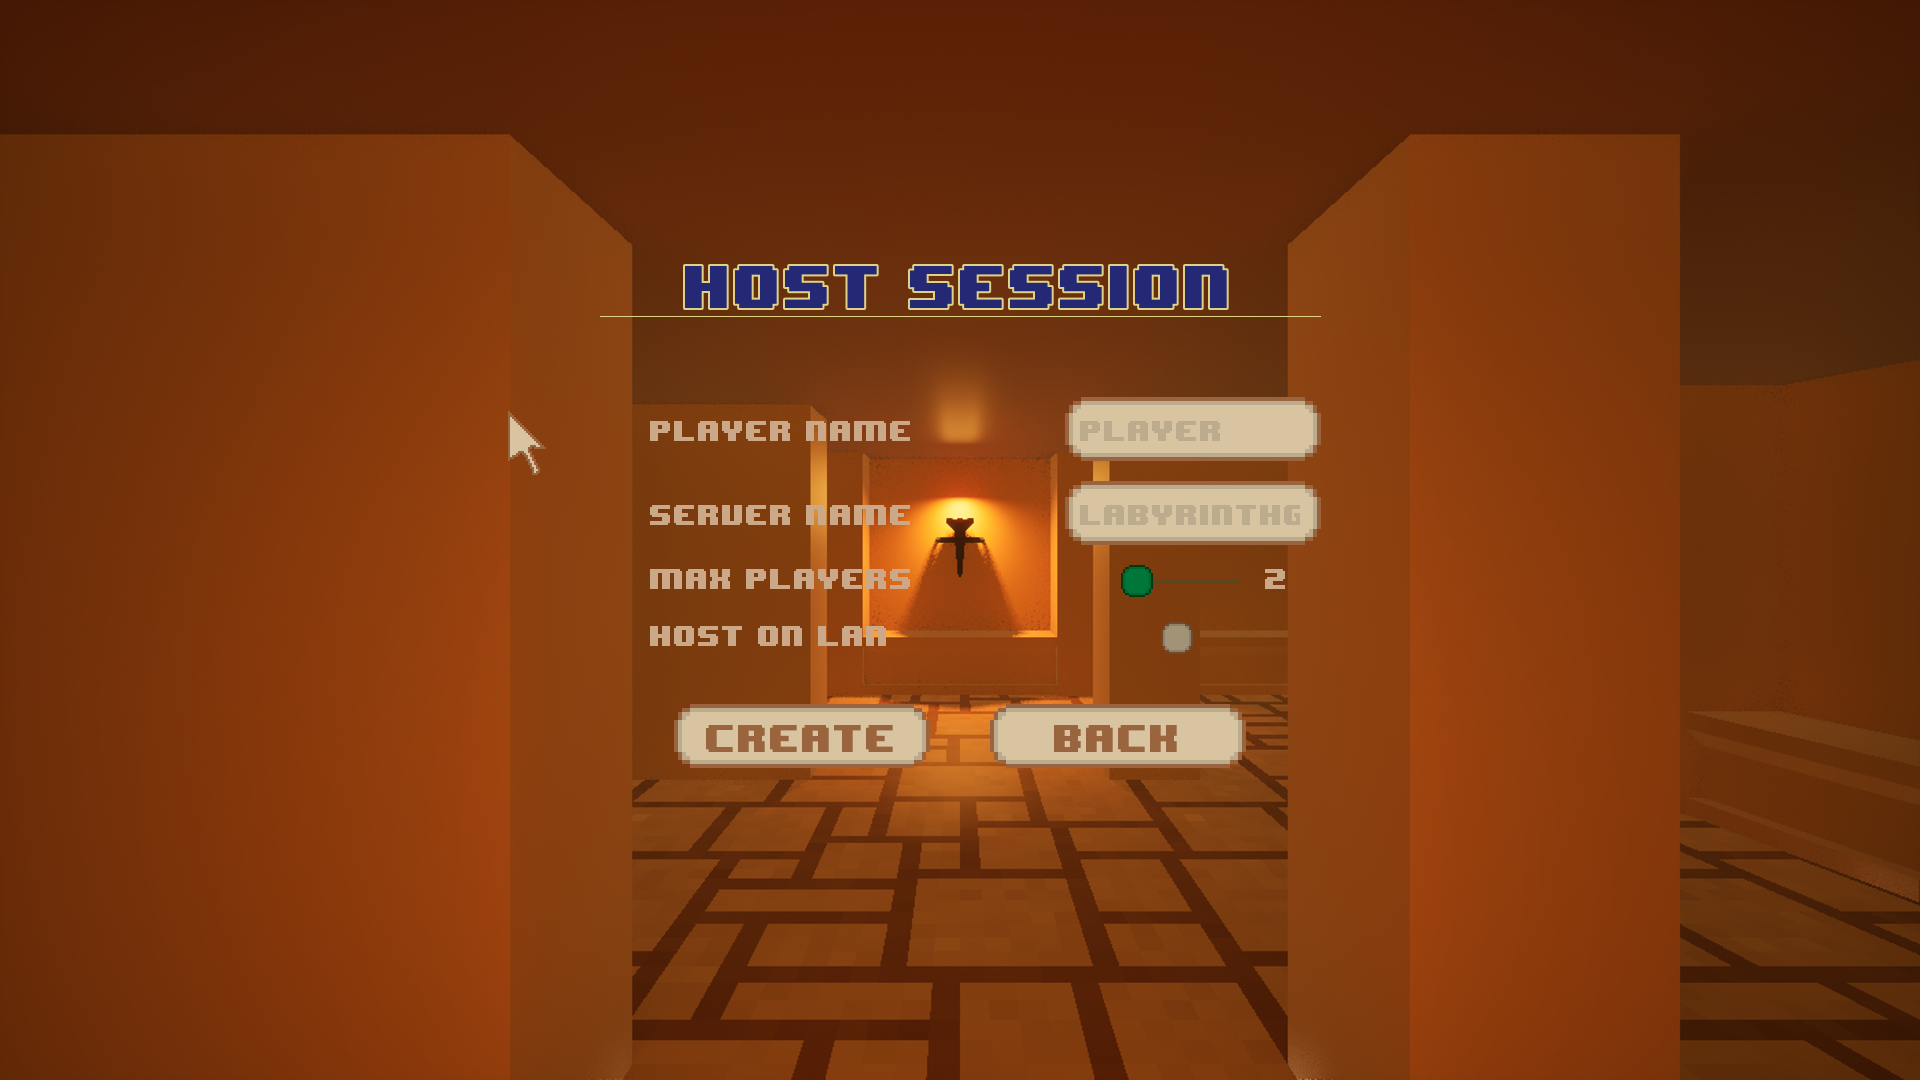 HOST SESSION
PLAYER NAME PLAYER
SERVER NAME LABYRINTHG
MAX PLAYERS 2
HOST ON LAN
CREATE BACK